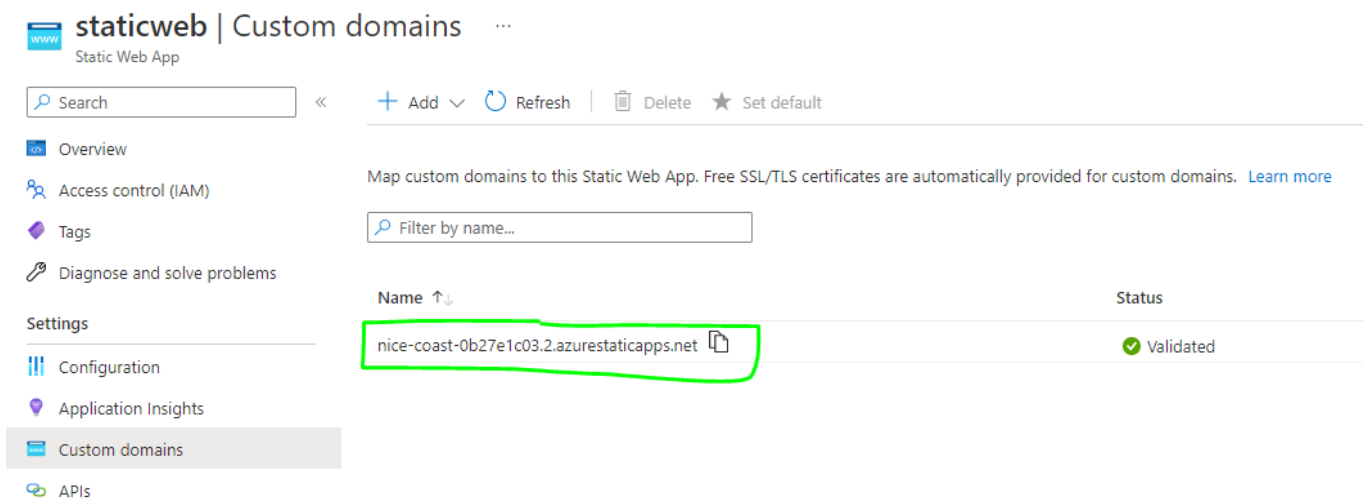 staticweb | Custom domains ...
www
Static Web App
Search «
+ Add Refresh Delete Set default
Overview
Access control (IAM)
Tags
Diagnose and solve problems
Settings
Configuration
Application Insights
Custom domains
APIs
Map custom domains to this Static Web App. Free SSL/TLS certificates are automatically provided for custom domains. Learn more
Filter by name...
Name ↑↓ Status
nice-coast-0b27e1c03.2.azurestaticapps.net Validated